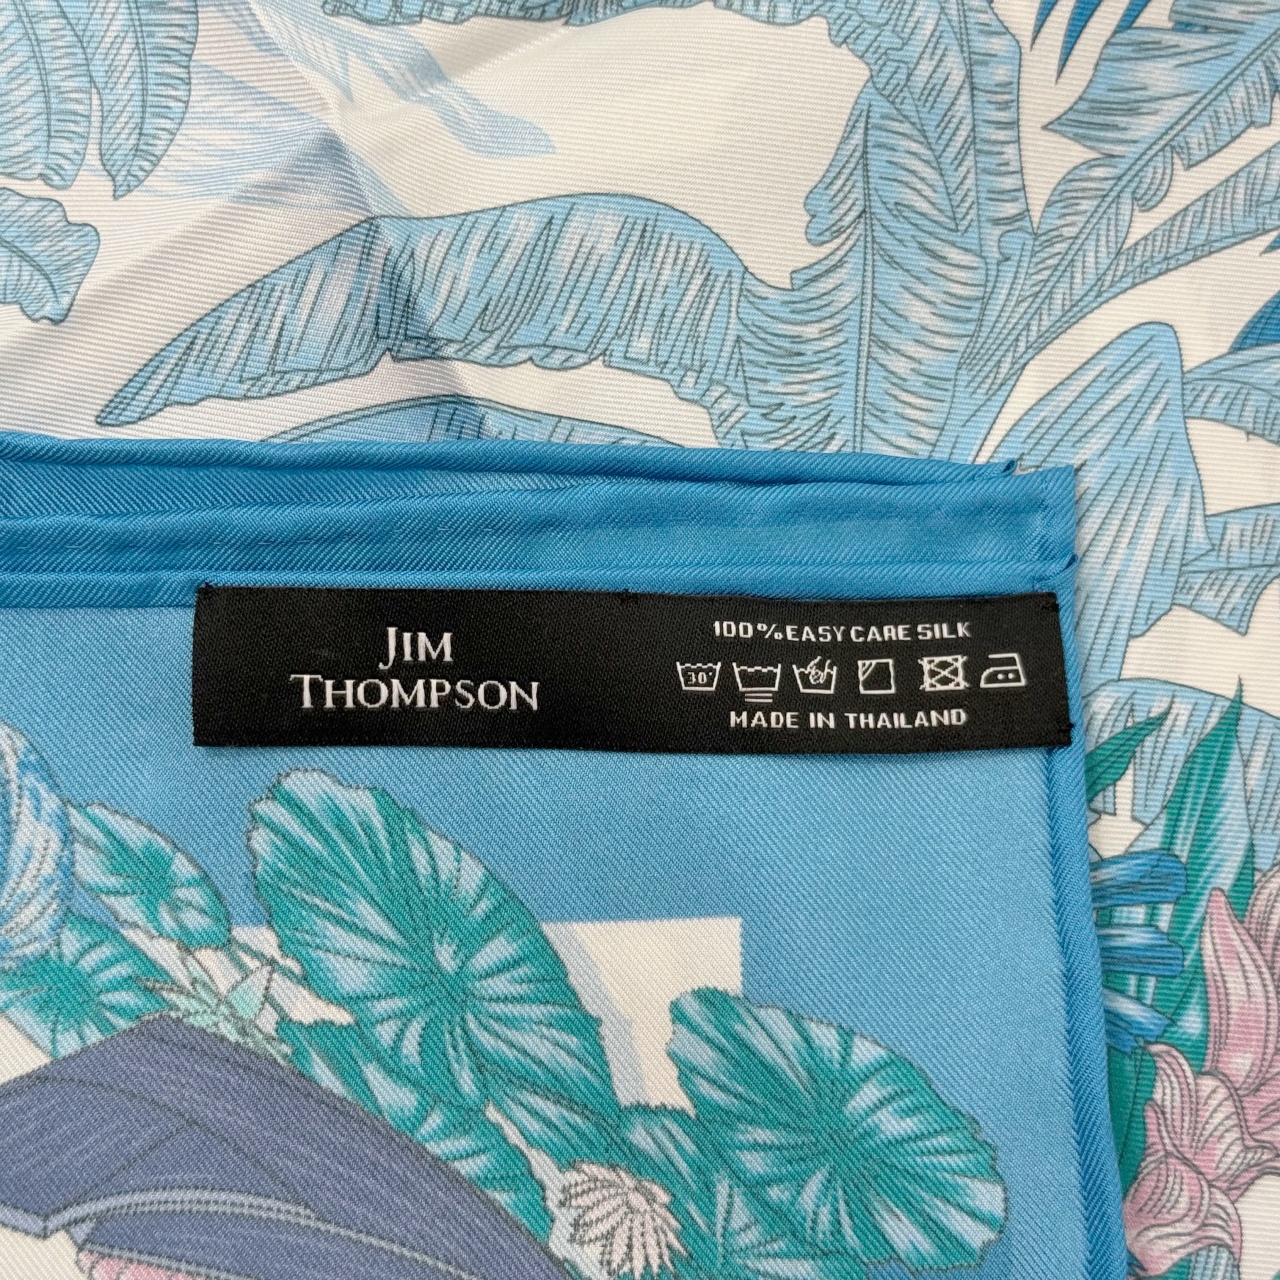 JIM
THOMPSON
100% EASY CARE SILK
30°
MADE IN THAILAND